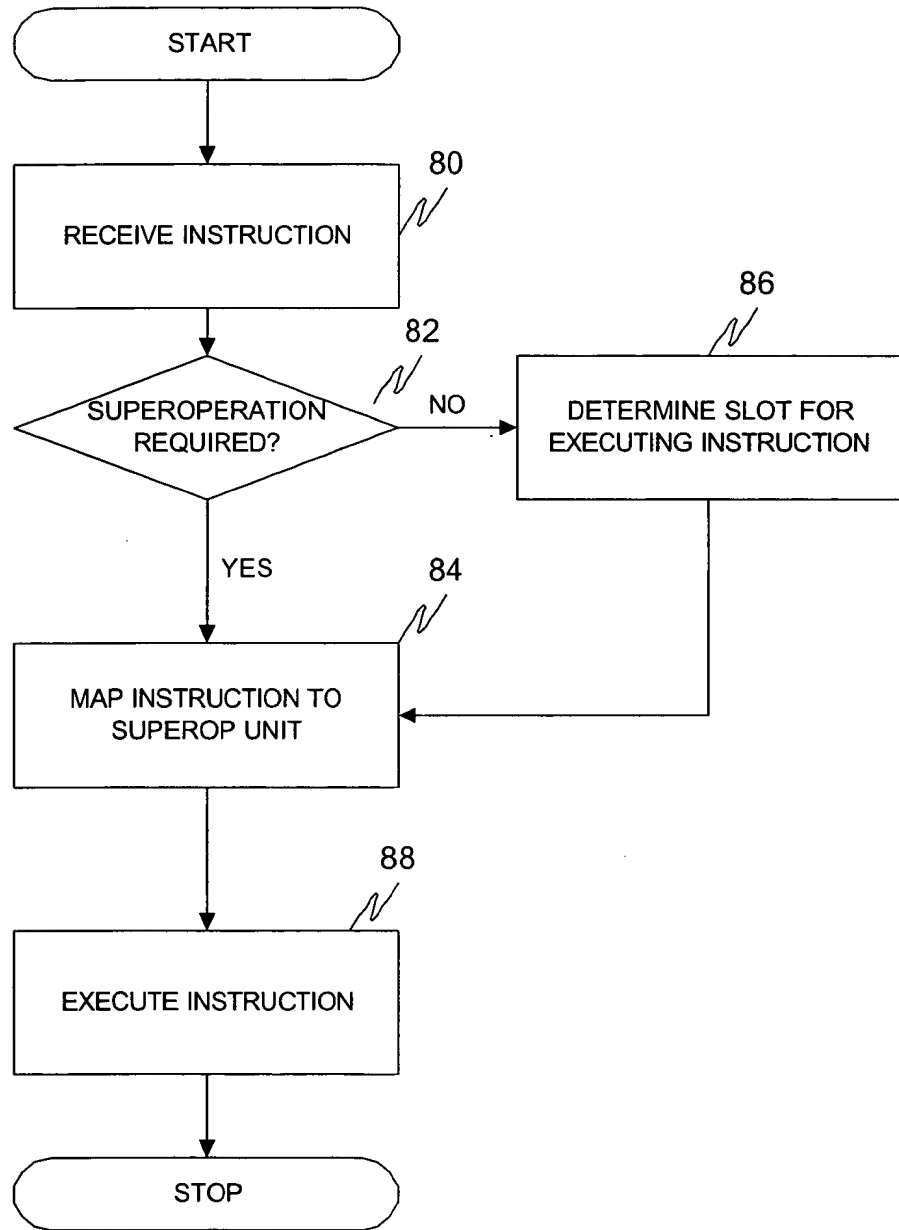 START
80
RECEIVE INSTRUCTION
82
SUPEROPERATION
REQUIRED?
NO
86
DETERMINE SLOT FOR
EXECUTING INSTRUCTION
YES
84
MAP INSTRUCTION TO
SUPEROP UNIT
88
EXECUTE INSTRUCTION
STOP